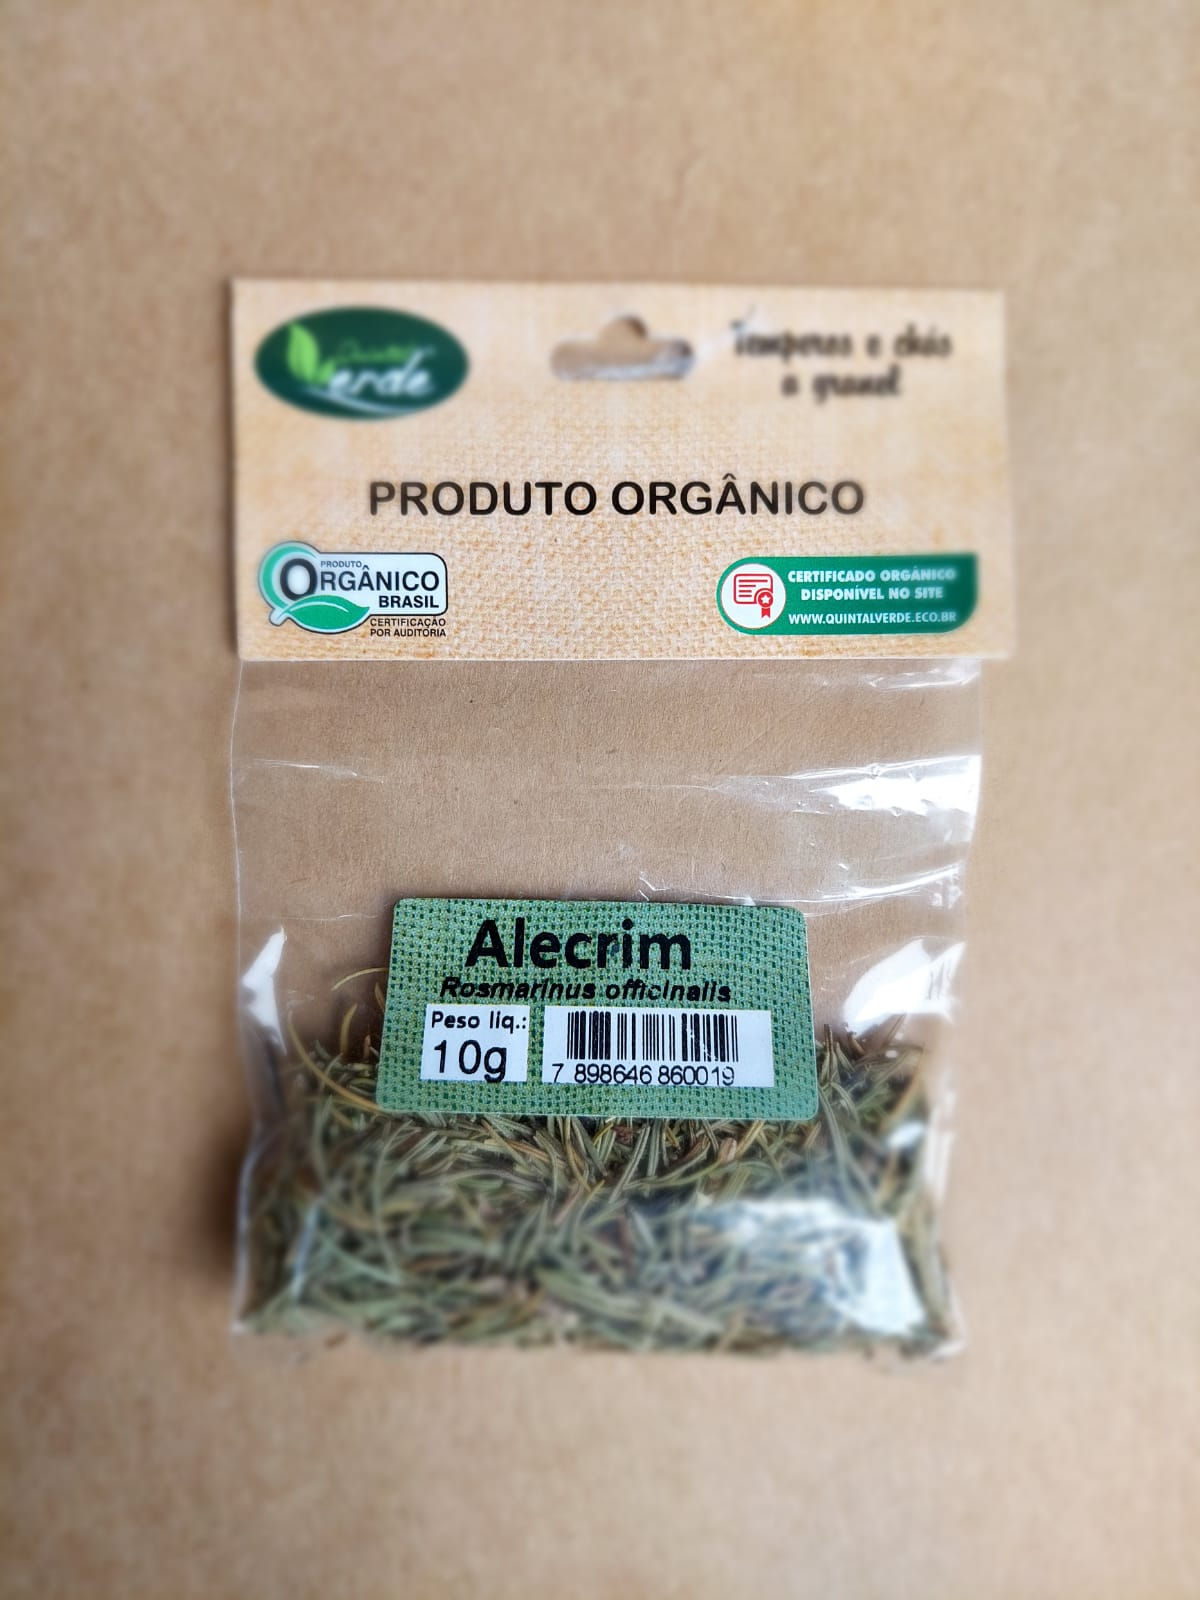 Quintal
Verde
Temperos e chás
a granel
PRODUTO ORGÂNICO
PRODUTO
ORGÂNICO
BRASIL
CERTIFICAÇÃO
POR AUDITORIA
CERTIFICADO ORGÂNICO
DISPONÍVEL NO SITE
WWW.QUINTALVERDE.ECO.BR
Alecrim
Rosmarinus officinalis
Peso líq.:
10g
7 898646 860019